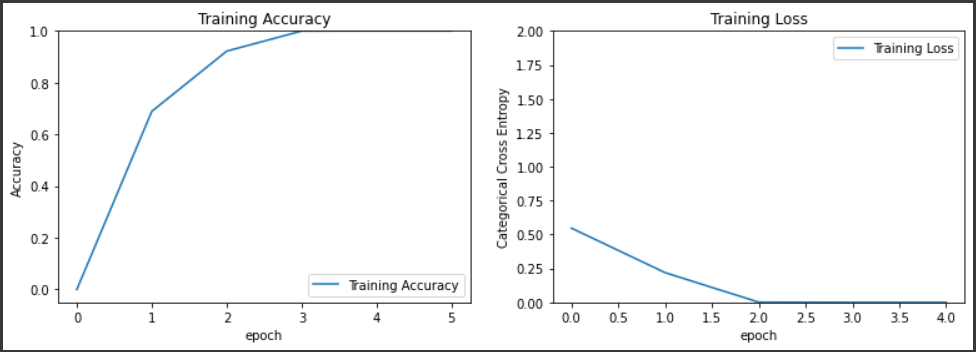 Training Accuracy
1.0
0.8
0.6
0.4
0.2
0.0
Accuracy
Training Accuracy
0 1 2 3 4 5
epoch
Training Loss
2.00
1.75
1.50
1.25
1.00
0.75
0.50
0.25
0.00
Categorical Cross Entropy
Training Loss
0.0 0.5 1.0 1.5 2.0 2.5 3.0 3.5 4.0
epoch